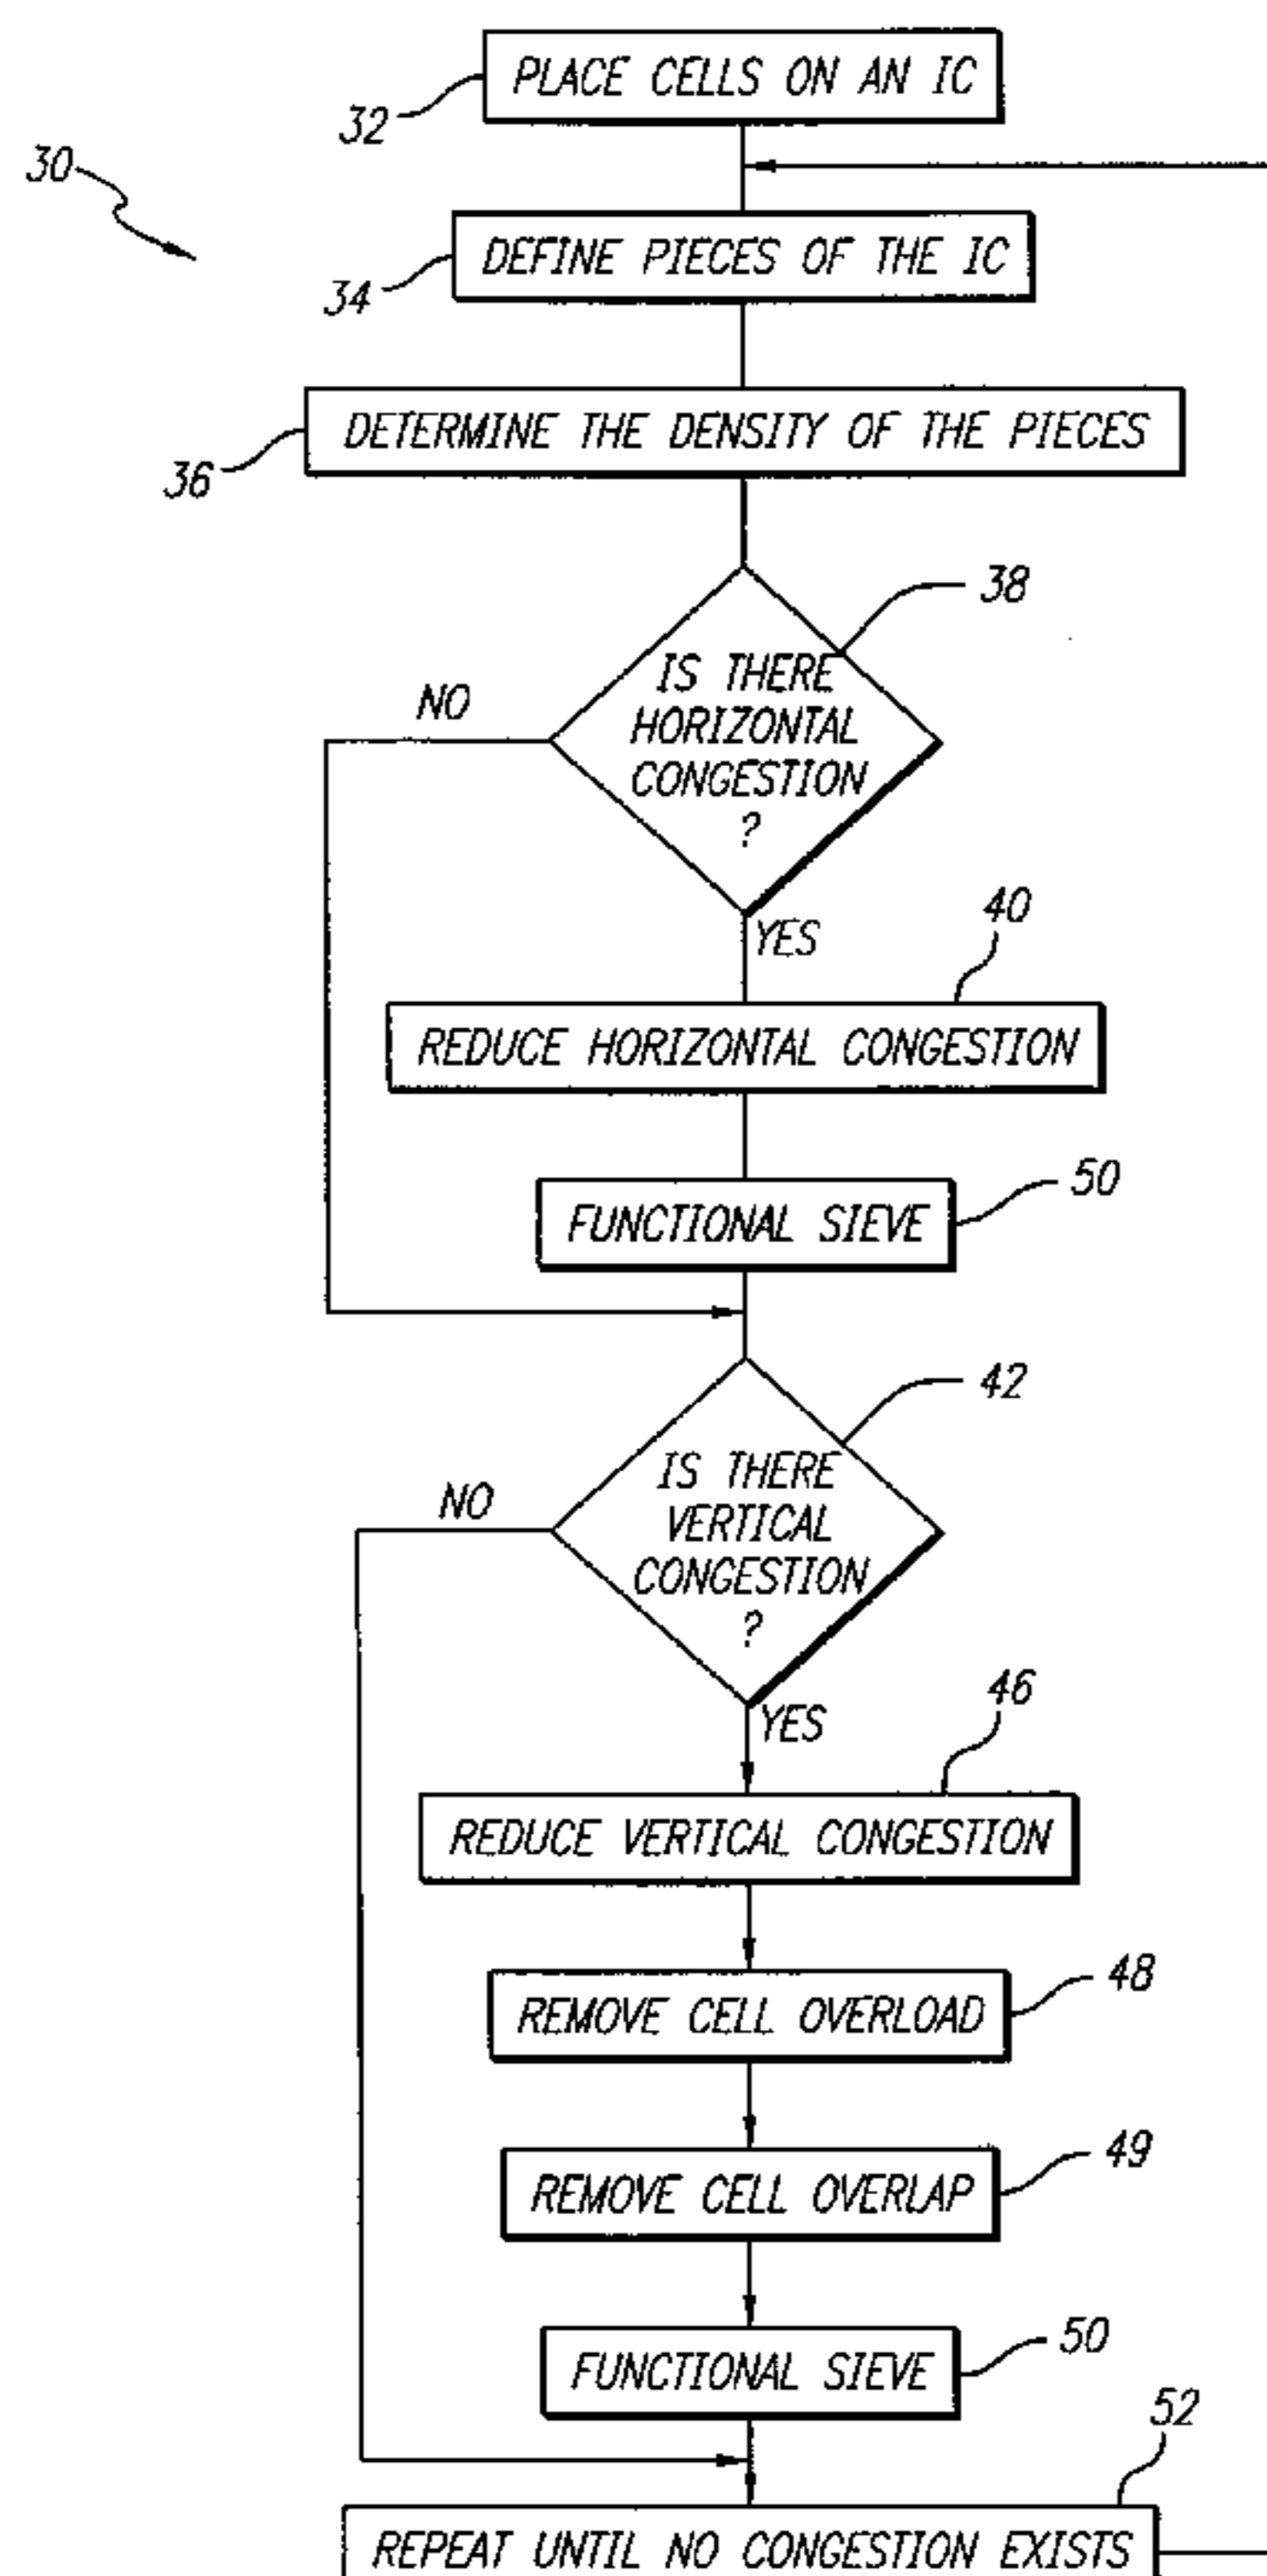 PLACE CELLS ON AN IC
32
30
DEFINE PIECES OF THE IC
34
DETERMINE THE DENSITY OF THE PIECES
36
38
IS THERE
HORIZONTAL
CONGESTION
?
NO
YES
40
REDUCE HORIZONTAL CONGESTION
50
FUNCTIONAL SIEVE
42
IS THERE
VERTICAL
CONGESTION
?
NO
YES
46
REDUCE VERTICAL CONGESTION
48
REMOVE CELL OVERLOAD
49
REMOVE CELL OVERLAP
50
FUNCTIONAL SIEVE
52
REPEAT UNTIL NO CONGESTION EXISTS